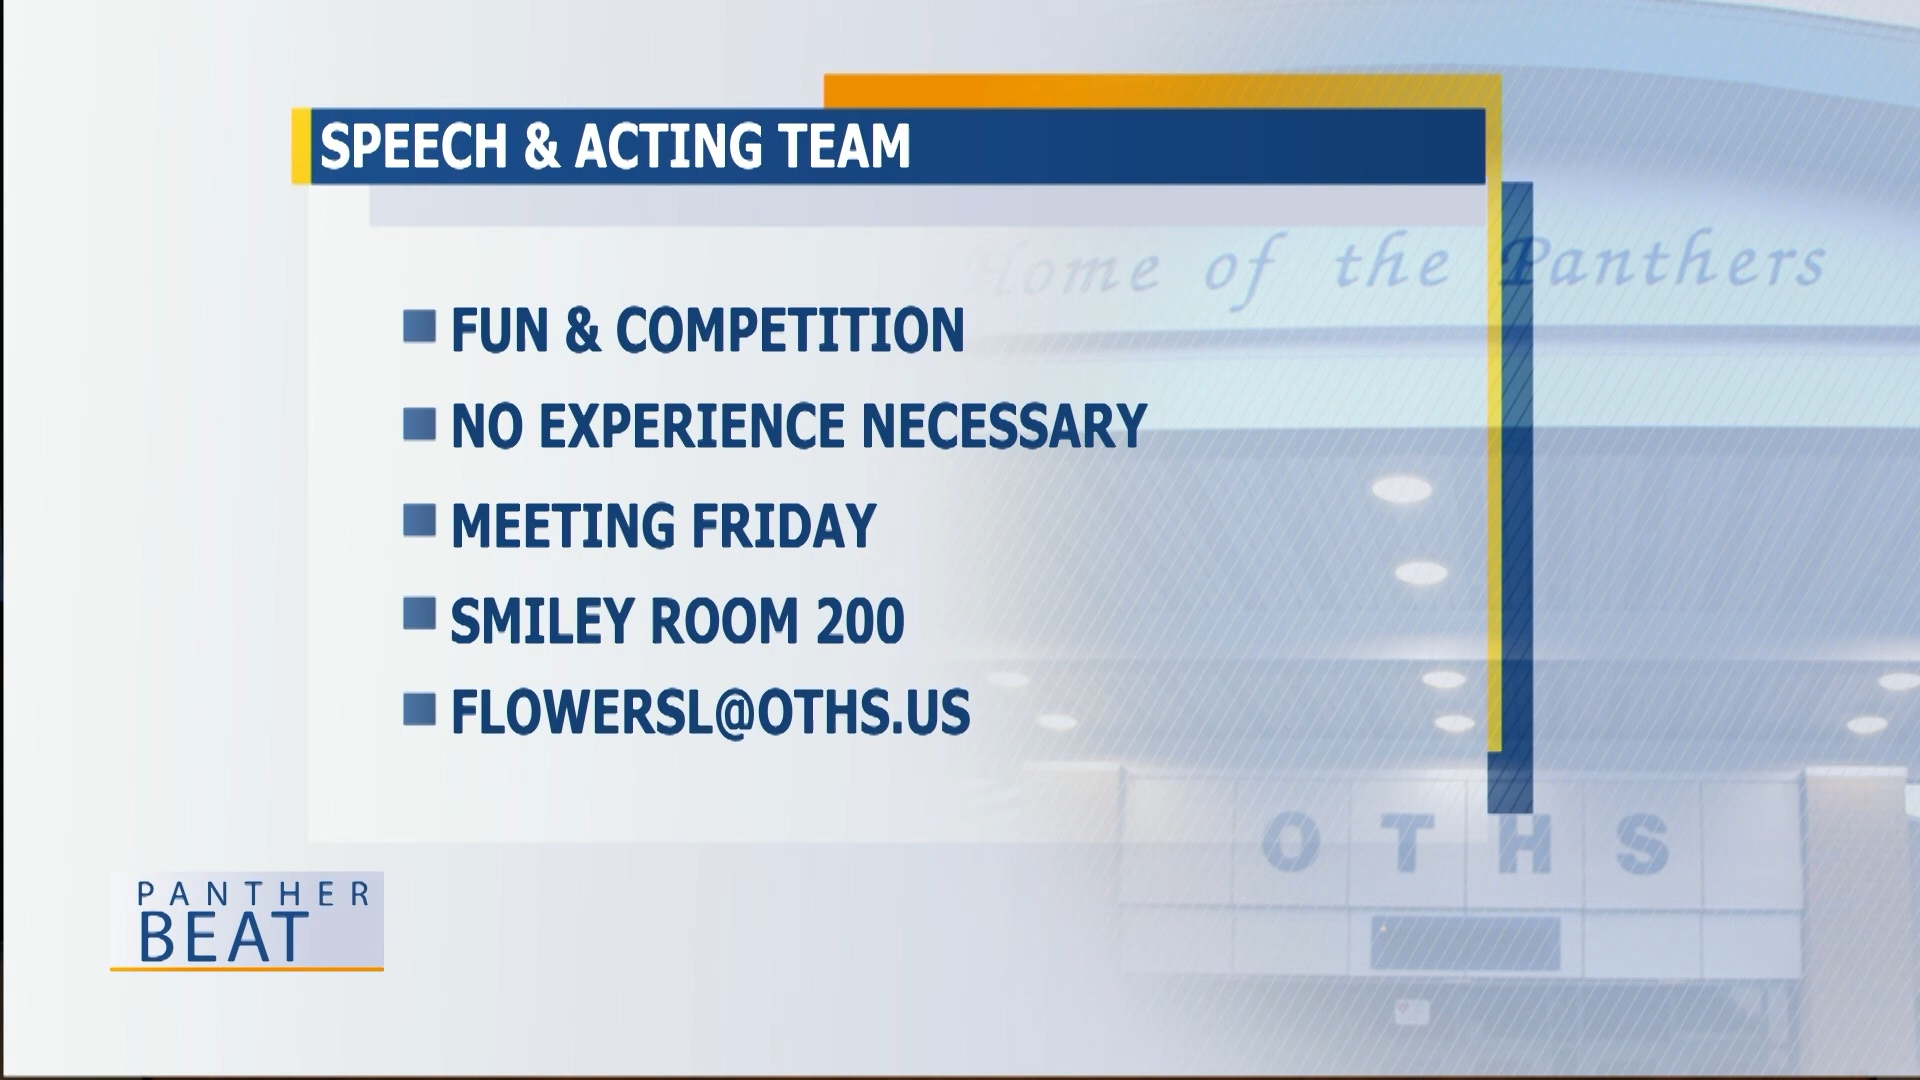 SPEECH & ACTING TEAM
Home of the Panthers
FUN & COMPETITION
NO EXPERIENCE NECESSARY
MEETING FRIDAY
SMILEY ROOM 200
FLOWERSL@OTHS.US
OTHS
PANTHER
BEAT